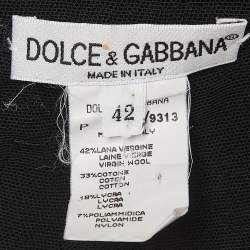 DOLCE & GABBANA
MADE IN ITALY
DOL
42
P /9313
42%LANA VERGINE
LAINE VIERGE
VIRGIN WOOL
33%COTONE
COTON
COTTON
18%LYCRA
LYCRA
LYCRA
7%POLIAMMIDICA
POLYAMIDE
NYLON